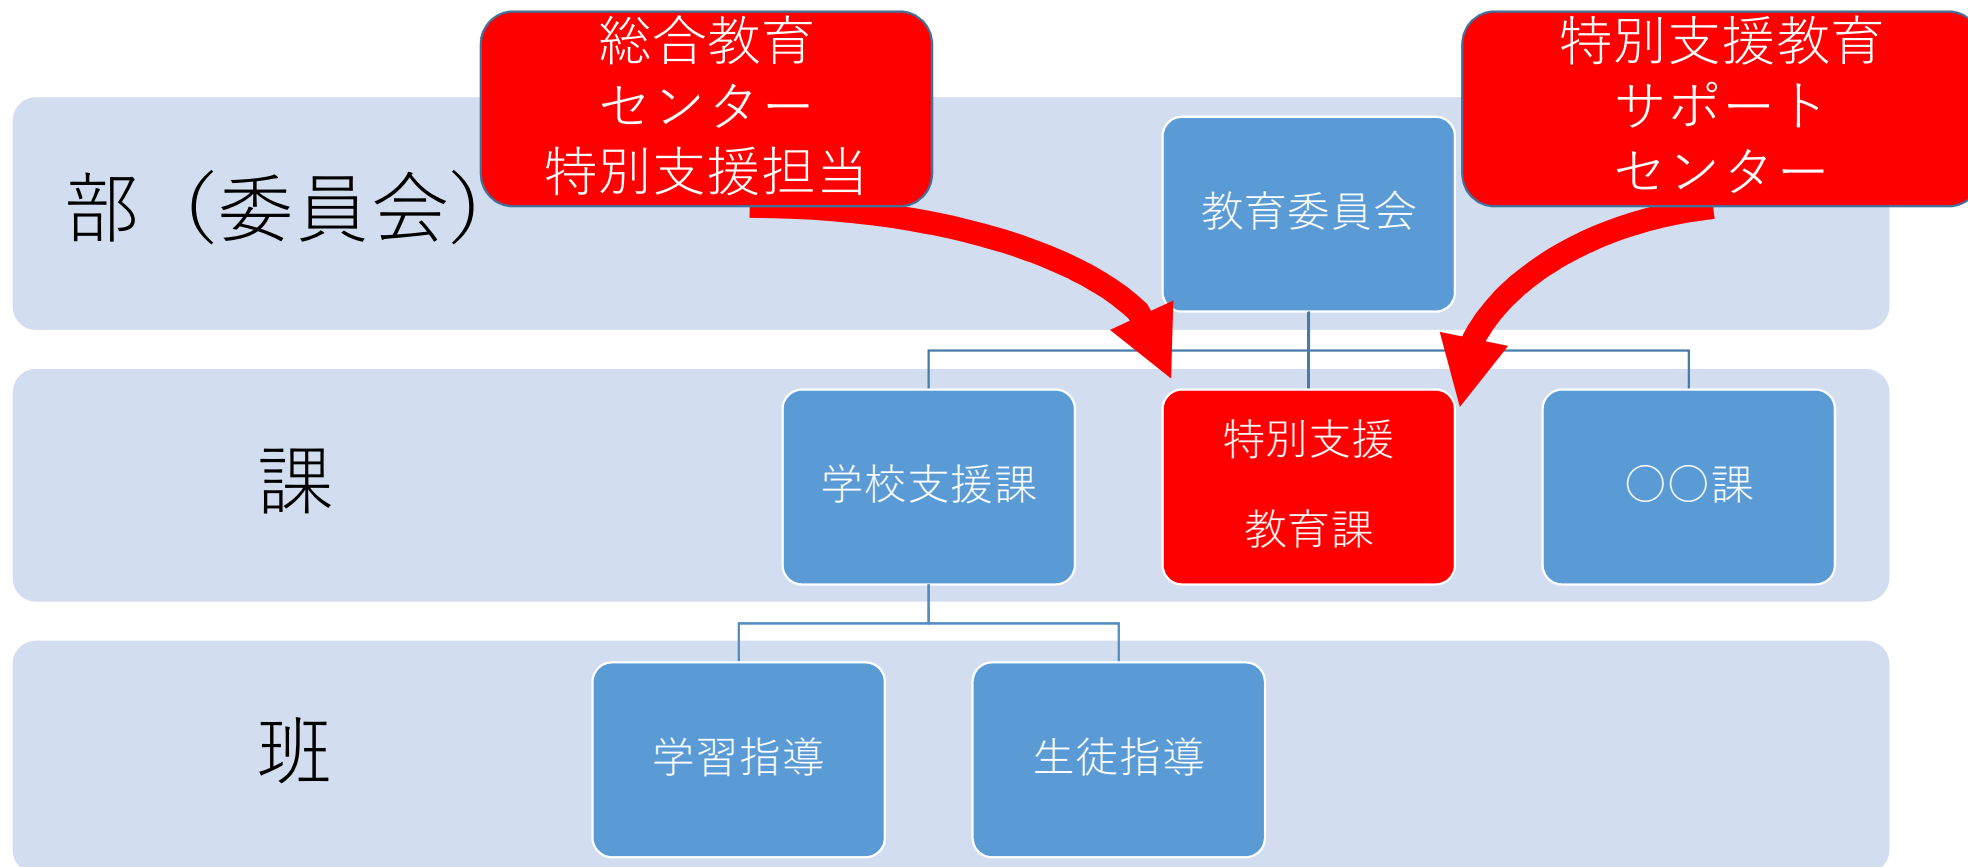 総合教育
センター
特別支援担当
特別支援教育
サポート
センター
部（委員会）
教育委員会
課
学校支援課
特別支援
教育課
○○課
班
学習指導
生徒指導